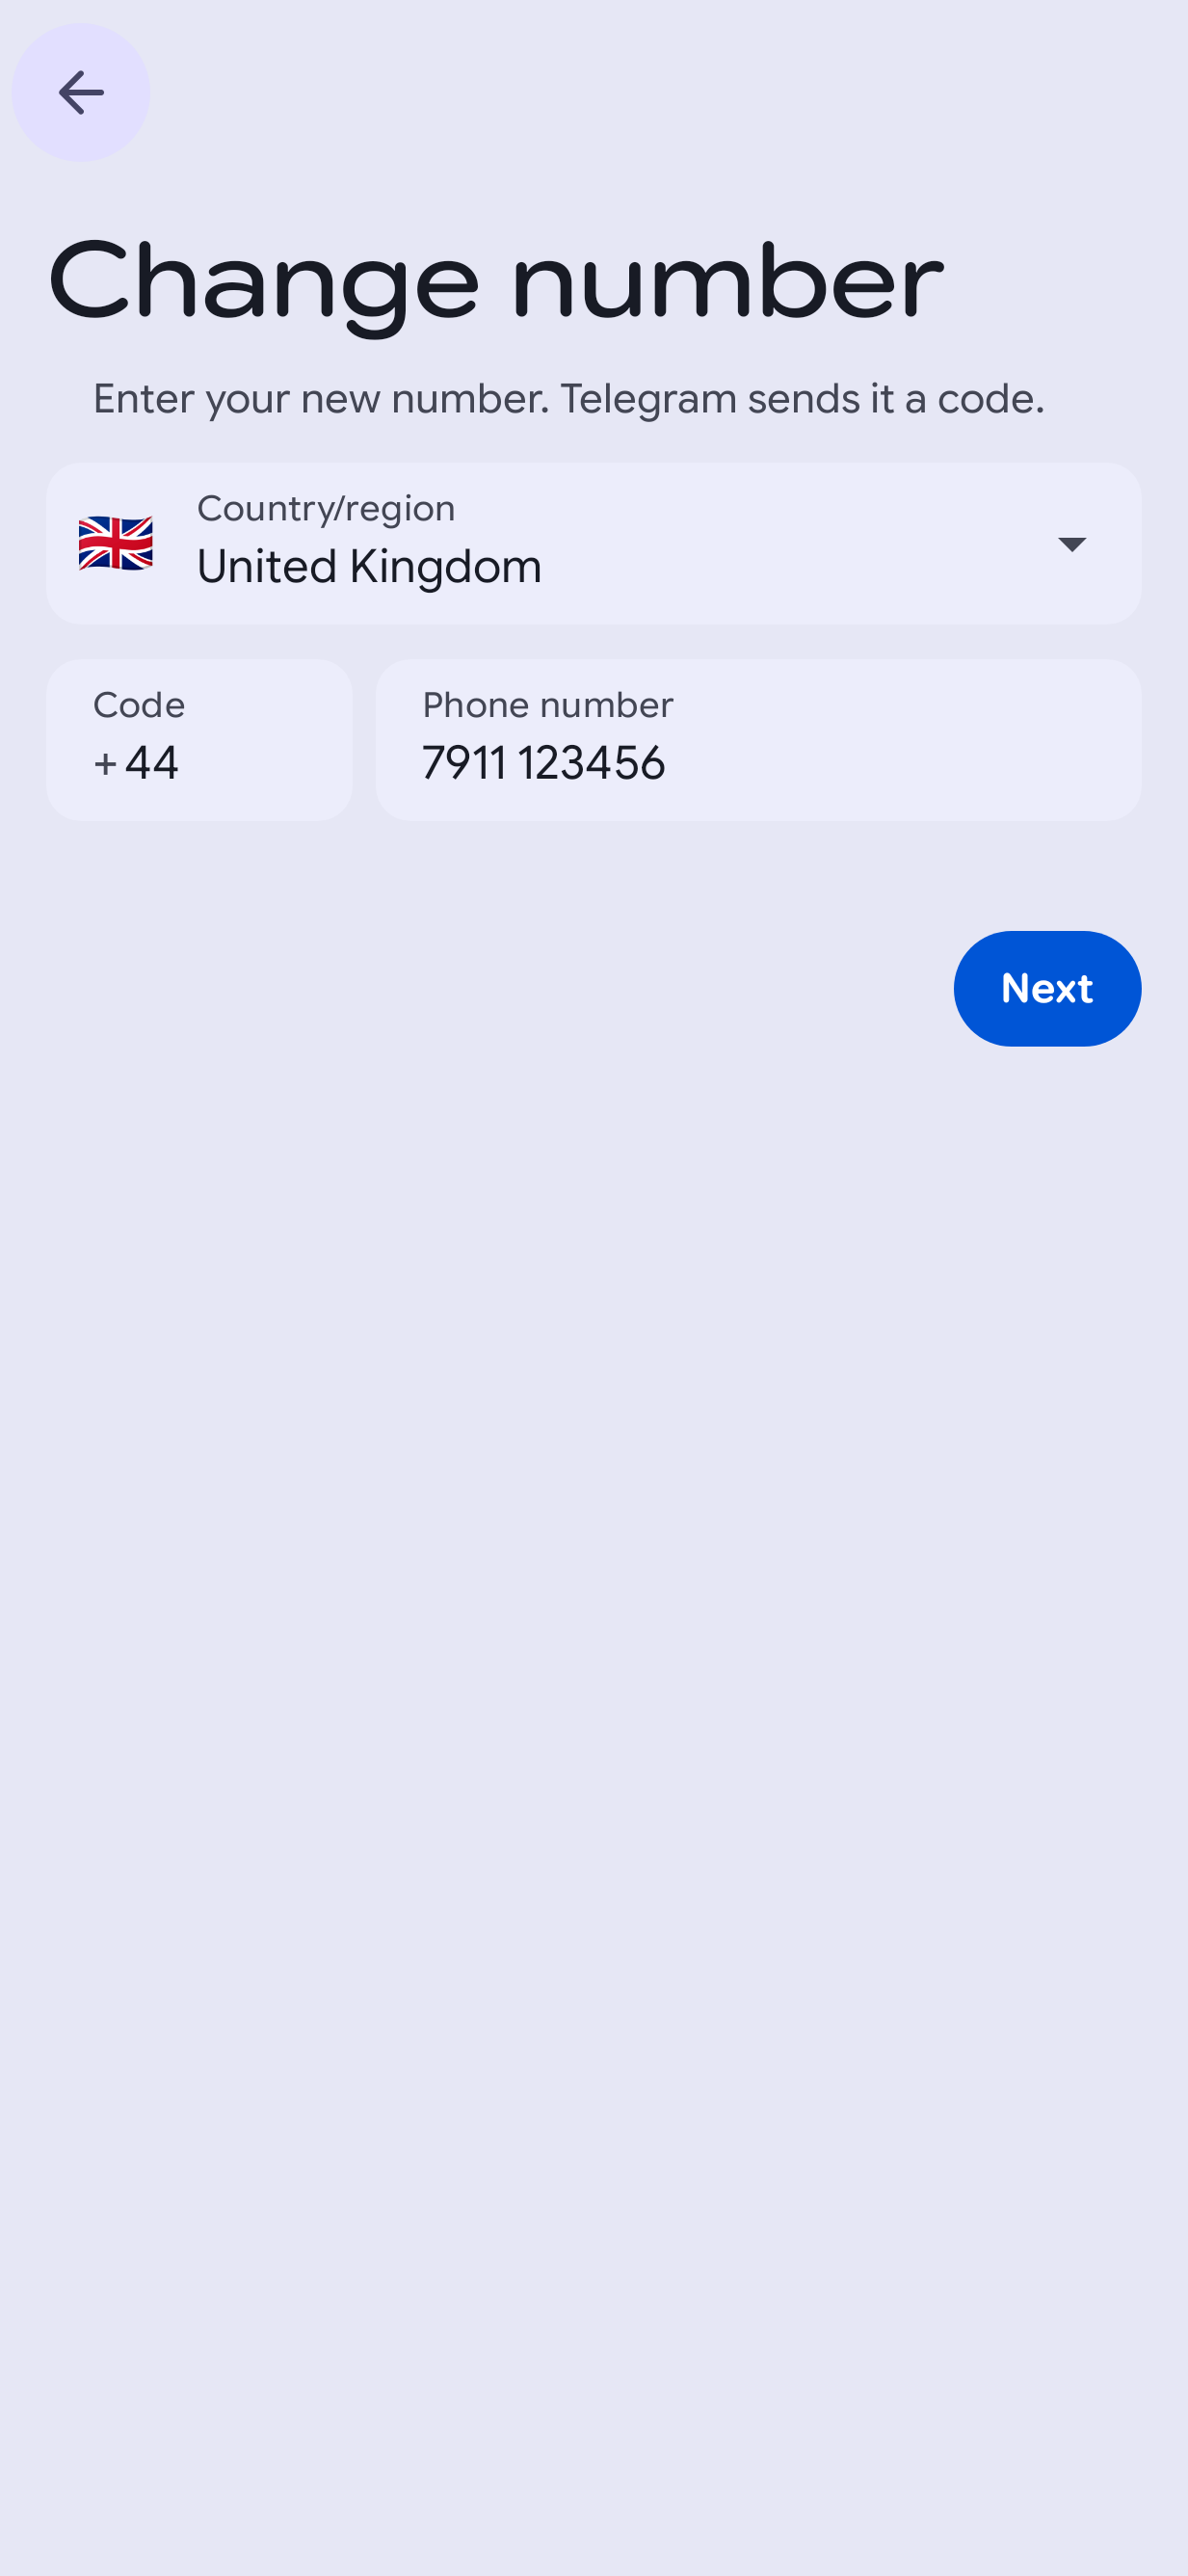 Change number
Enter your new number. Telegram sends it a code.
Country/region
United Kingdom
Code
+ 44
Phone number
7911 123456
Next